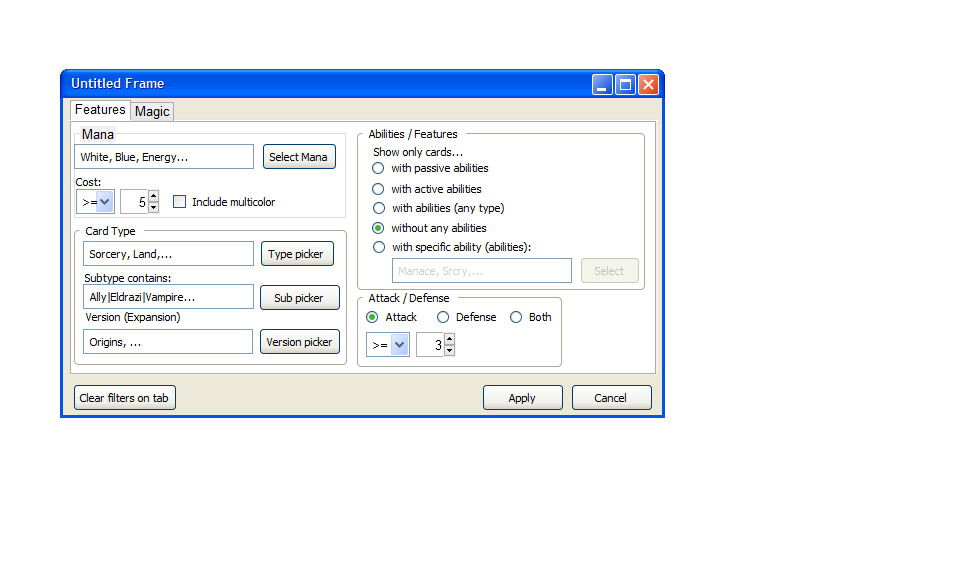 Untitled Frame
Features Magic
Mana
White, Blue, Energy...
Select Mana
Cost:
>= 5 Include multicolor
Card Type
Sorcery, Land,...
Type picker
Subtype contains:
Ally|Eldrazi|Vampire...
Sub picker
Version (Expansion)
Origins, ...
Version picker
Abilities / Features
Show only cards...
with passive abilities
with active abilities
with abilities (any type)
without any abilities
with specific ability (abilities):
Manace, Srcry,...
Select
Attack / Defense
Attack Defense Both
>= 3
Clear filters on tab
Apply
Cancel